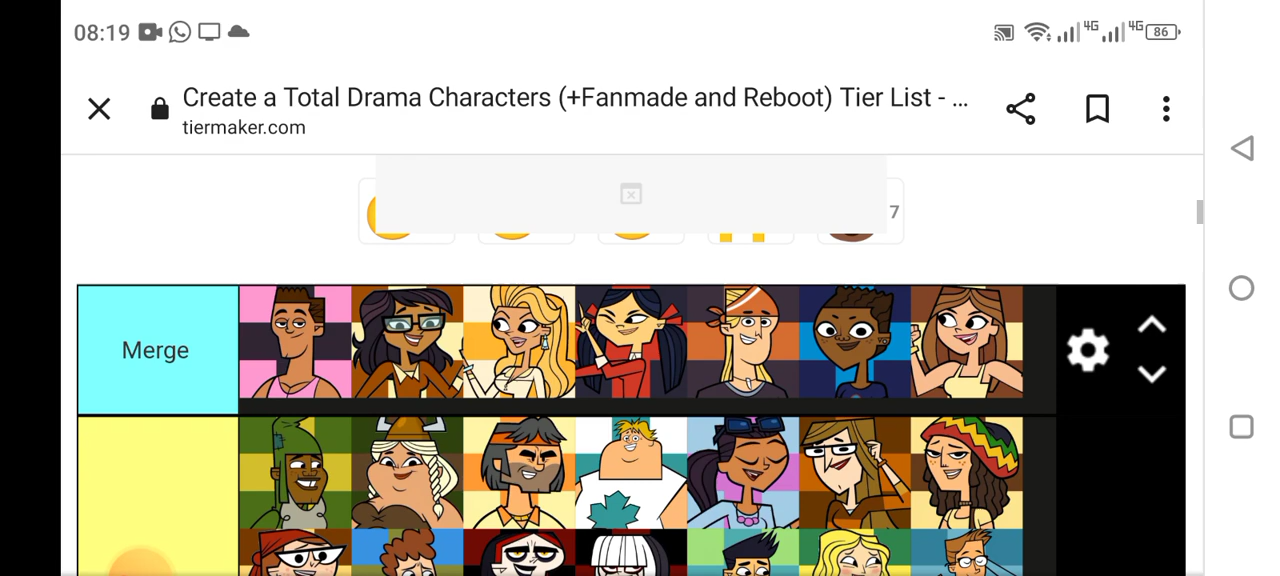 08:19 4G 4G 86
Create a Total Drama Characters (+Fanmade and Reboot) Tier List - ...
tiermaker.com
7
Merge